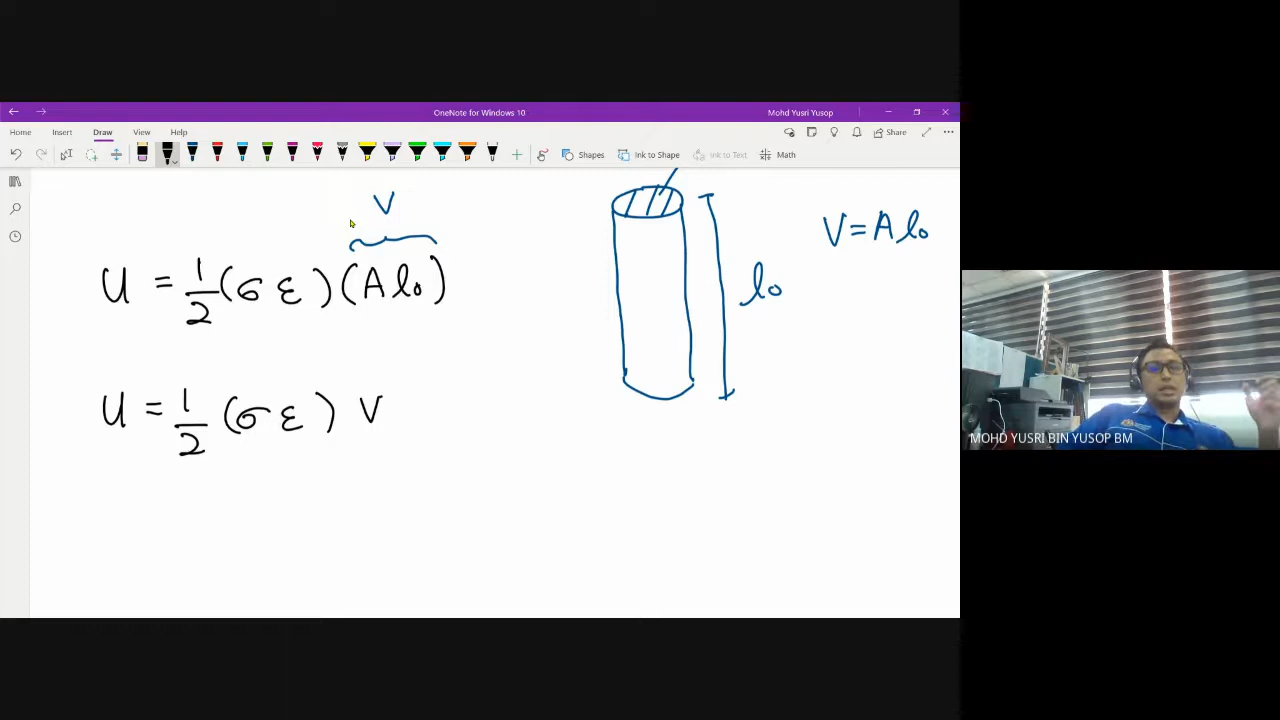 OneNote for Windows 10
Mohd Yusri Yusop
Home Insert Draw View Help
Share
Shapes Ink to Shape Ink to Text Math
V
V=Al₀
U = 1/2 (σ ε) (A l₀)
l₀
U = 1/2 (σ ε) V
MOHD YUSRI BIN YUSOP BM